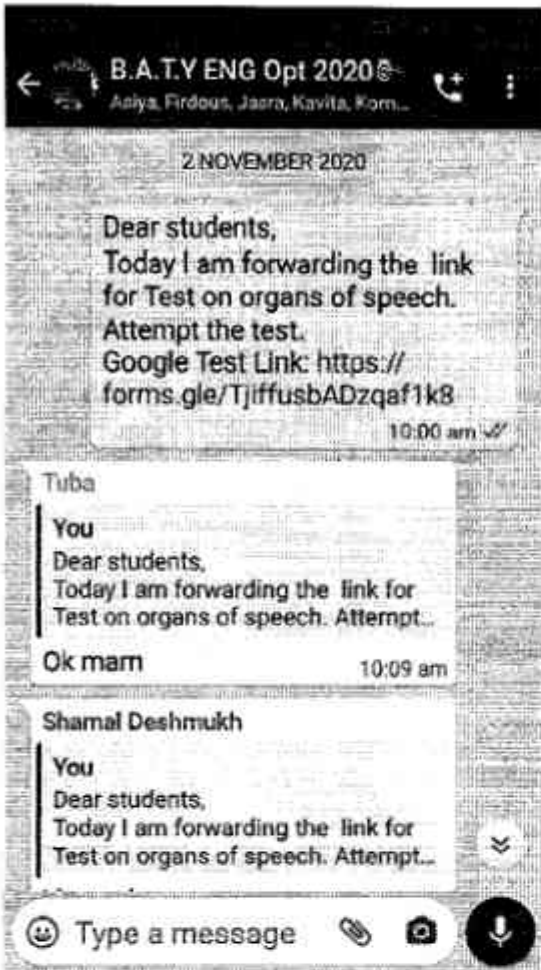 B.A.T.Y ENG Opt 2020
Asiya, Firdous, Jasra, Kavita, Kom...
2 NOVEMBER 2020
Dear students,
Today I am forwarding the link
for Test on organs of speech.
Attempt the test.
Google Test Link: https://
forms.gle/TjiffusbADzqaf1k8
10:00 am
Tuba
You
Dear students,
Today I am forwarding the link for
Test on organs of speech. Attempt...
Ok mam
10:09 am
Shamal Deshmukh
You
Dear students,
Today I am forwarding the link for
Test on organs of speech. Attempt...
Type a message